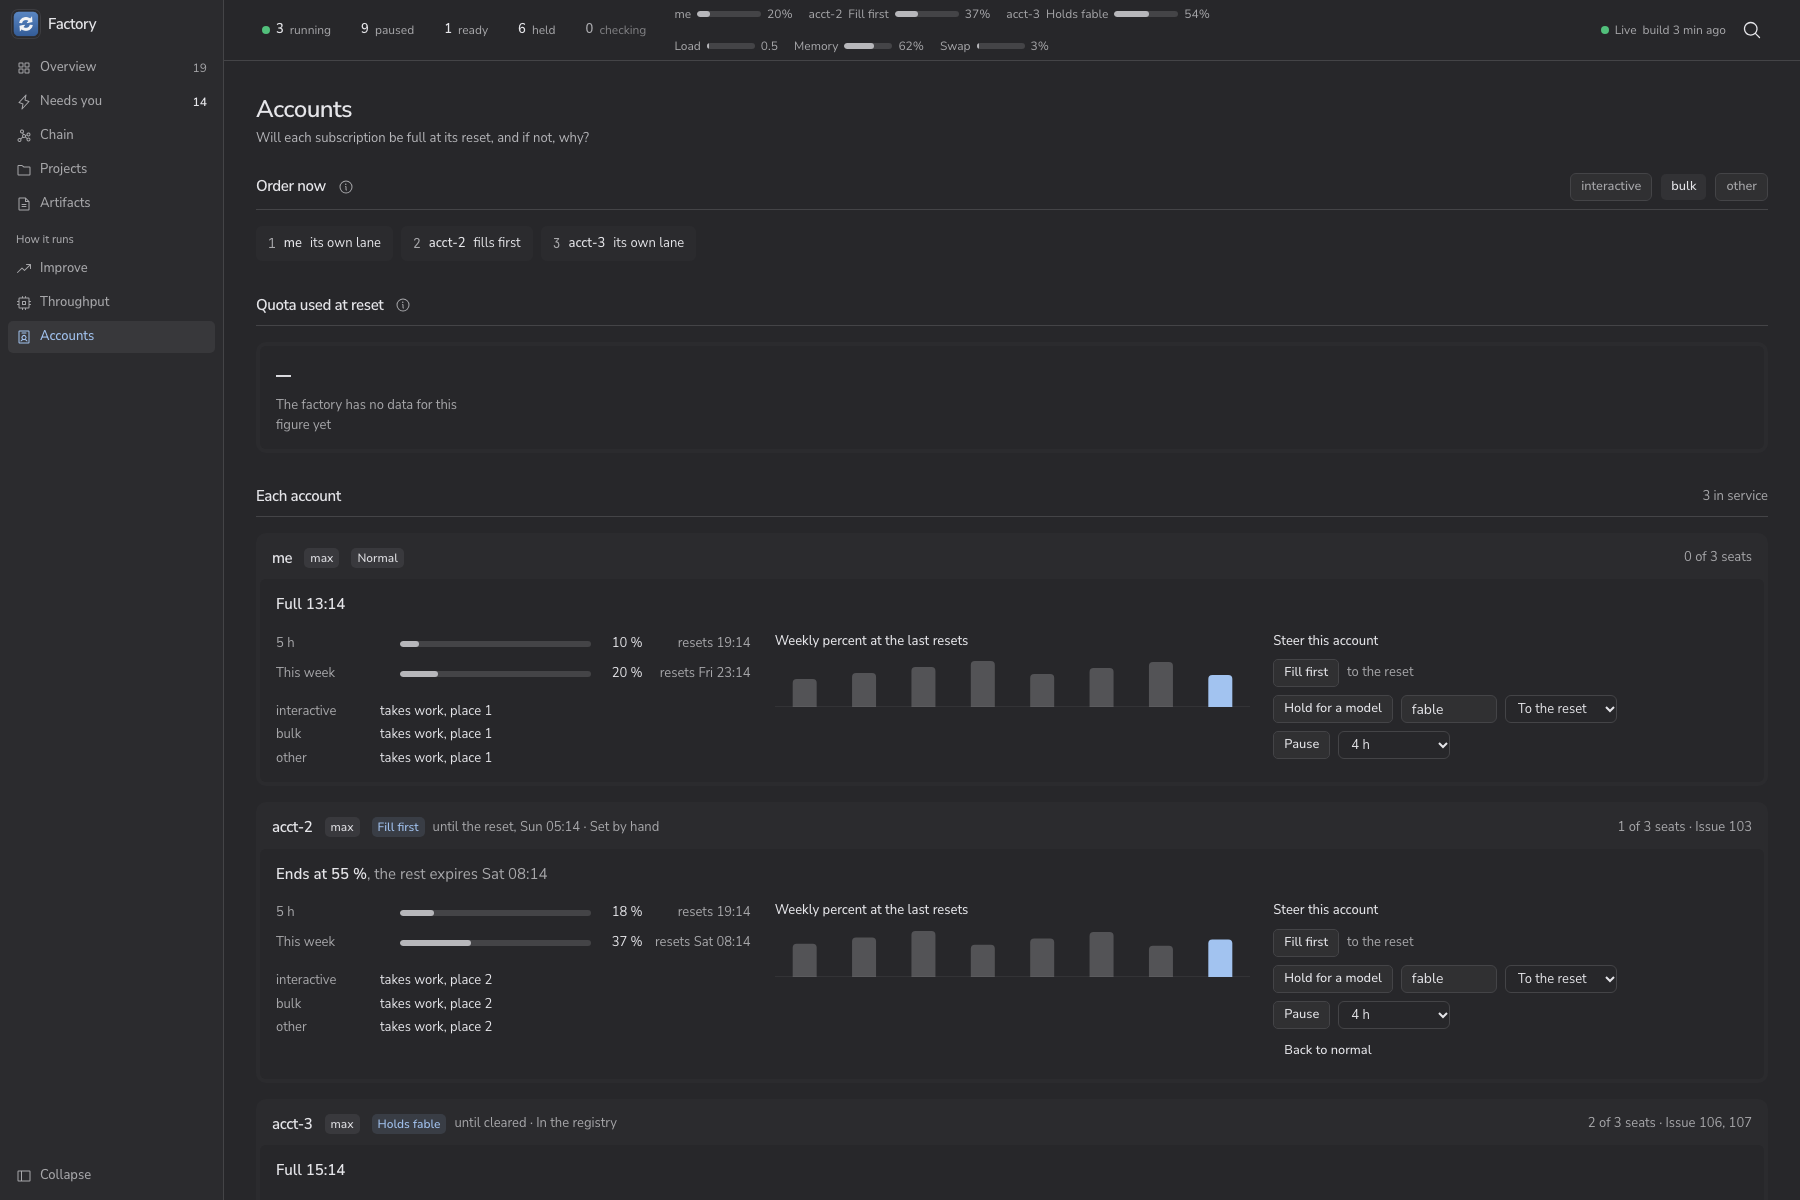 Factory
Overview 19
Needs you 14
Chain
Projects
Artifacts
How it runs
Improve
Throughput
Accounts
Collapse
3 running 9 paused 1 ready 6 held 0 checking
me 20% acct-2 Fill first 37% acct-3 Holds fable 54%
Load 0.5 Memory 62% Swap 3%
Live build 3 min ago
Accounts
Will each subscription be full at its reset, and if not, why?
Order now
interactive bulk other
1 me its own lane 2 acct-2 fills first 3 acct-3 its own lane
Quota used at reset
—
The factory has no data for this
figure yet
Each account 3 in service
me max Normal 0 of 3 seats
Full 13:14
5 h 10 % resets 19:14
This week 20 % resets Fri 23:14
interactive takes work, place 1
bulk takes work, place 1
other takes work, place 1
Weekly percent at the last resets
Steer this account
Fill first to the reset
Hold for a model fable To the reset
Pause 4 h
acct-2 max Fill first until the reset, Sun 05:14 · Set by hand 1 of 3 seats · Issue 103
Ends at 55 %, the rest expires Sat 08:14
5 h 18 % resets 19:14
This week 37 % resets Sat 08:14
interactive takes work, place 2
bulk takes work, place 2
other takes work, place 2
Weekly percent at the last resets
Steer this account
Fill first to the reset
Hold for a model fable To the reset
Pause 4 h
Back to normal
acct-3 max Holds fable until cleared · In the registry 2 of 3 seats · Issue 106, 107
Full 15:14